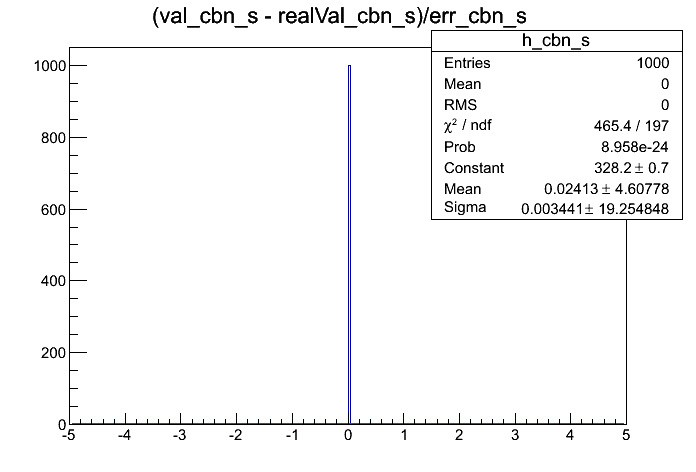 (val_cbn_s - realVal_cbn_s)/err_cbn_s
h_cbn_s
Entries 1000
Mean 0
RMS 0
χ² / ndf 465.4 / 197
Prob 8.958e-24
Constant 328.2 ± 0.7
Mean 0.02413 ± 4.60778
Sigma 0.003441 ± 19.254848
1000
800
600
400
200
0
-5 -4 -3 -2 -1 0 1 2 3 4 5